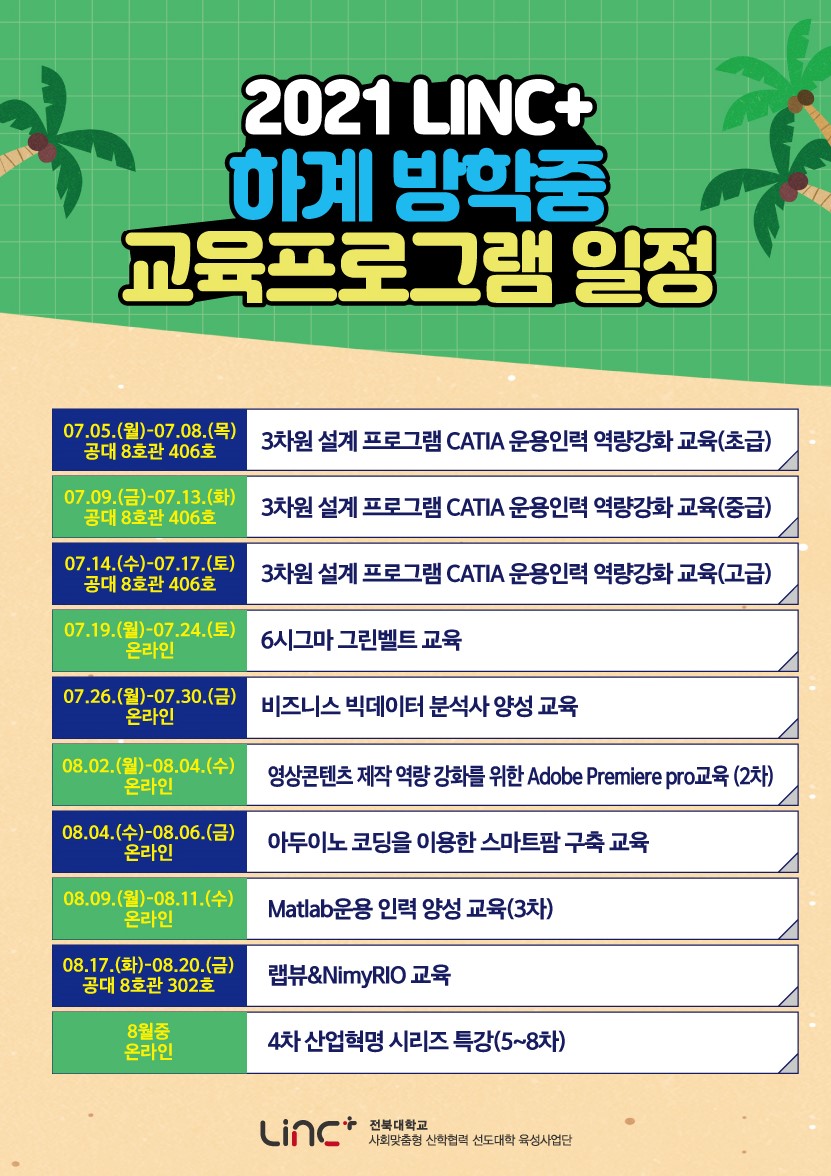 2021 LINC+
하계 방학중
교육프로그램 일정
07.05.(월)-07.08.(목)
공대 8호관 406호
3차원 설계 프로그램 CATIA 운용인력 역량강화 교육(초급)
07.09.(금)-07.13.(화)
공대 8호관 406호
3차원 설계 프로그램 CATIA 운용인력 역량강화 교육(중급)
07.14.(수)-07.17.(토)
공대 8호관 406호
3차원 설계 프로그램 CATIA 운용인력 역량강화 교육(고급)
07.19.(월)-07.24.(토)
온라인
6시그마 그린벨트 교육
07.26.(월)-07.30.(금)
온라인
비즈니스 빅데이터 분석사 양성 교육
08.02.(월)-08.04.(수)
온라인
영상콘텐츠 제작 역량 강화를 위한 Adobe Premiere pro교육 (2차)
08.04.(수)-08.06.(금)
온라인
아두이노 코딩을 이용한 스마트팜 구축 교육
08.09.(월)-08.11.(수)
온라인
Matlab운용 인력 양성 교육(3차)
08.17.(화)-08.20.(금)
공대 8호관 302호
랩뷰&NimyRIO 교육
8월중
온라인
4차 산업혁명 시리즈 특강(5~8차)
LINC+
전북대학교
사회맞춤형 산학협력 선도대학 육성사업단